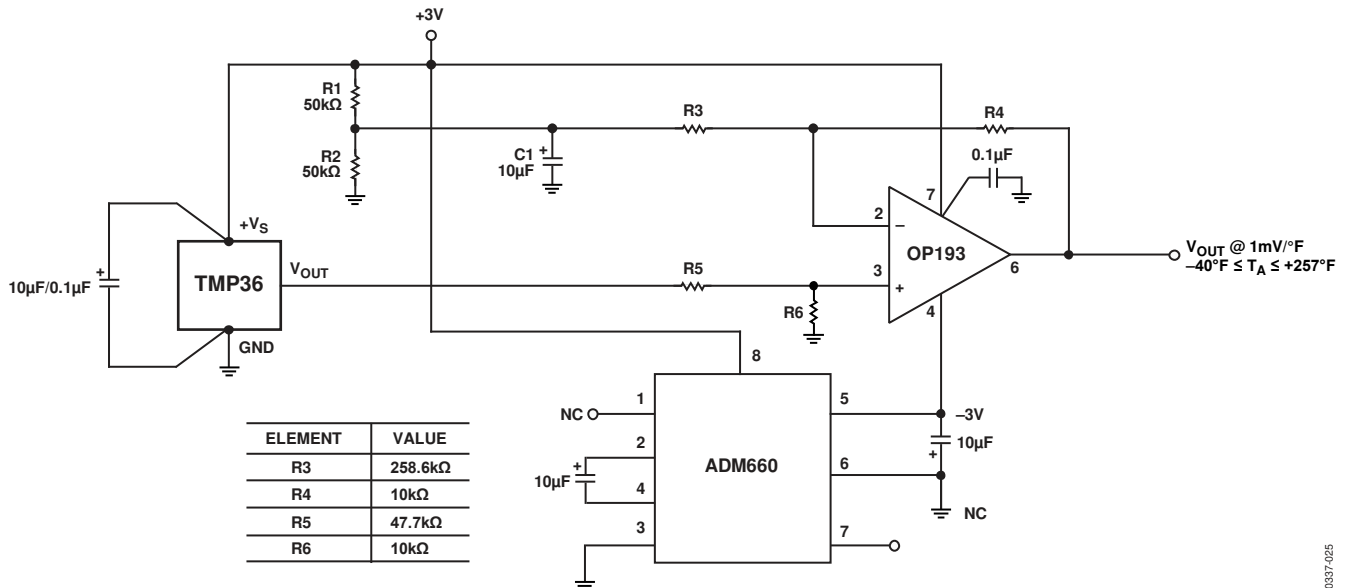 +3V
R1
50kΩ
R2
50kΩ
C1
10µF
+
R3
R4
0.1µF
7
2
–
OP193
6
3
+
4
VOUT @ 1mV/°F
–40°F ≤ TA ≤ +257°F
+VS
TMP36
VOUT
GND
+
10µF/0.1µF
R5
R6
8
NC
1
2
+
10µF
4
3
ADM660
5
–3V
10µF
+
6
NC
7
ELEMENT VALUE
R3 258.6kΩ
R4 10kΩ
R5 47.7kΩ
R6 10kΩ
0337-025